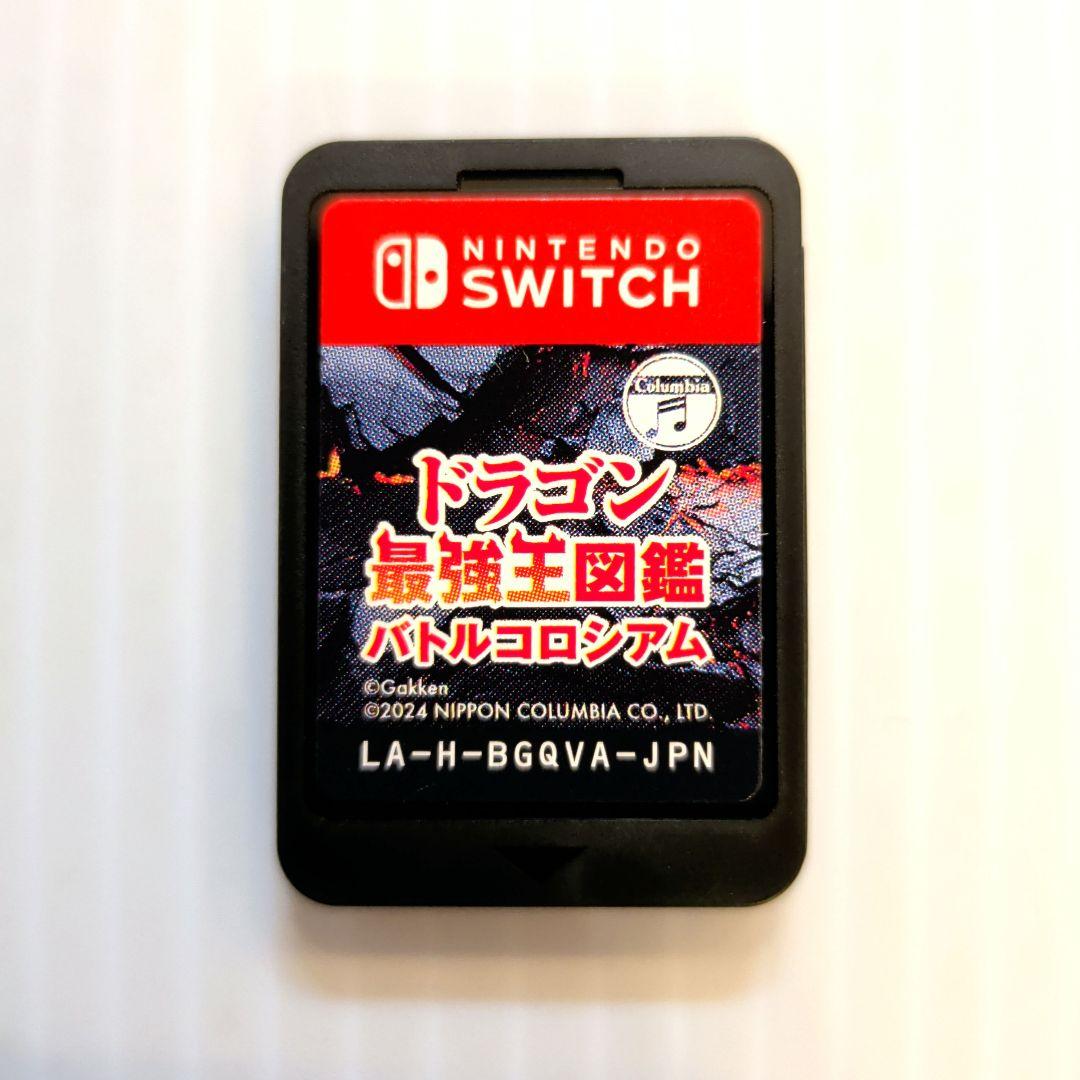 NINTENDO
SWITCH
Columbia
ドラゴン
最強王図鑑
バトルコロシアム
©Gakken
©2024 NIPPON COLUMBIA CO., LTD.
LA-H-BGQVA-JPN